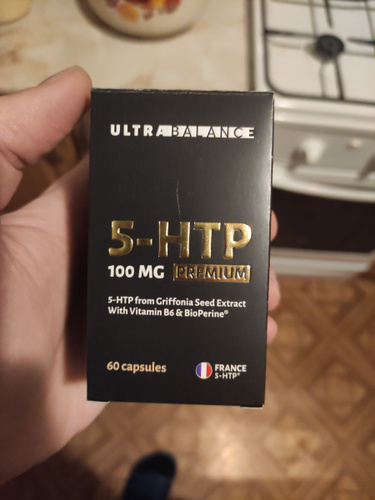 ULTRABALANCE
5-HTP
100 MG PREMIUM
5-HTP from Griffonia Seed Extract
With Vitamin B6 & BioPerine®
60 capsules
FRANCE
5-HTP*